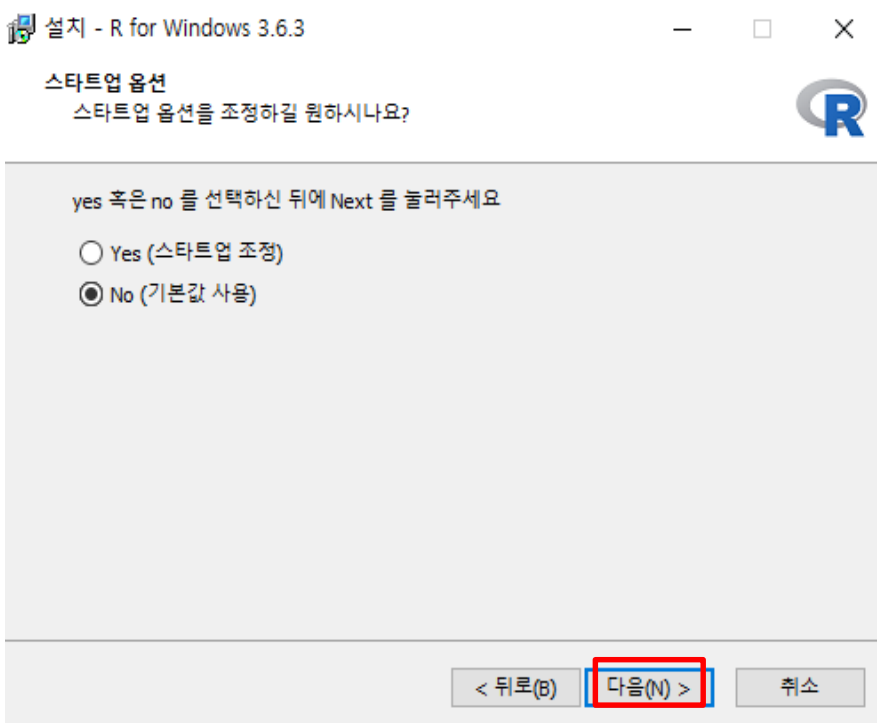 설치 - R for Windows 3.6.3
스타트업 옵션
스타트업 옵션을 조정하길 원하시나요?
R
yes 혹은 no 를 선택하신 뒤에 Next 를 눌러주세요
Yes (스타트업 조정)
No (기본값 사용)
< 뒤로(B)
다음(N) >
취소